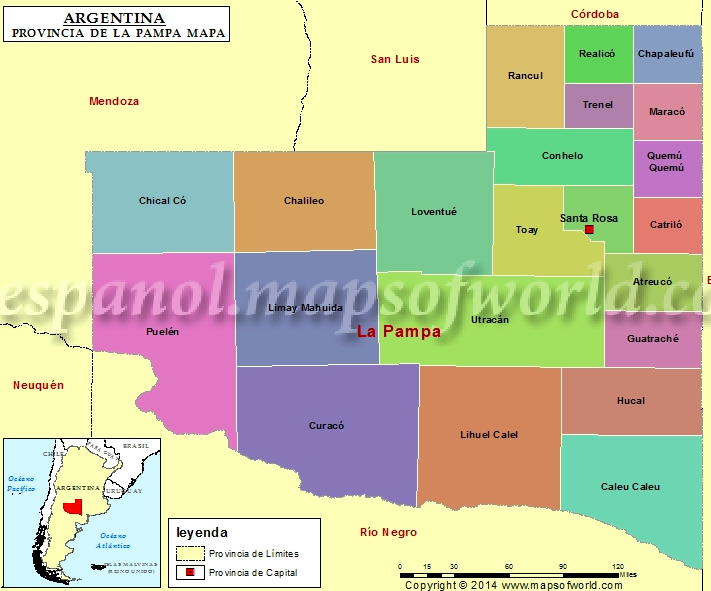 ARGENTINA
PROVINCIA DE LA PAMPA MAPA
Córdoba
San Luis
Mendoza
Rancul
Realicó
Chapaleufú
Trenel
Maracó
Conhelo
Quemú
Quemú
Chical Có
Chalileo
Loventué
Toay
Santa Rosa
Catriló
espanol.mapsofworld.c
Atreucó
Puelén
Limay Mahuida
Utracán
La Pampa
Guatraché
Neuquén
Hucal
Curacó
Lihuel Calel
Caleu Caleu
Río Negro
CHILE
PARAGUAY
BRASIL
Océano
Pacífico
ARGENTINA
URUGUAY
Océano
Atlántico
ISLAS MALVINAS
(REINO UNIDO)
leyenda
Provincia de Límites
Provincia de Capital
0 15 30 60 90 120
Miles
Copyright © 2014 www.mapsofworld.com